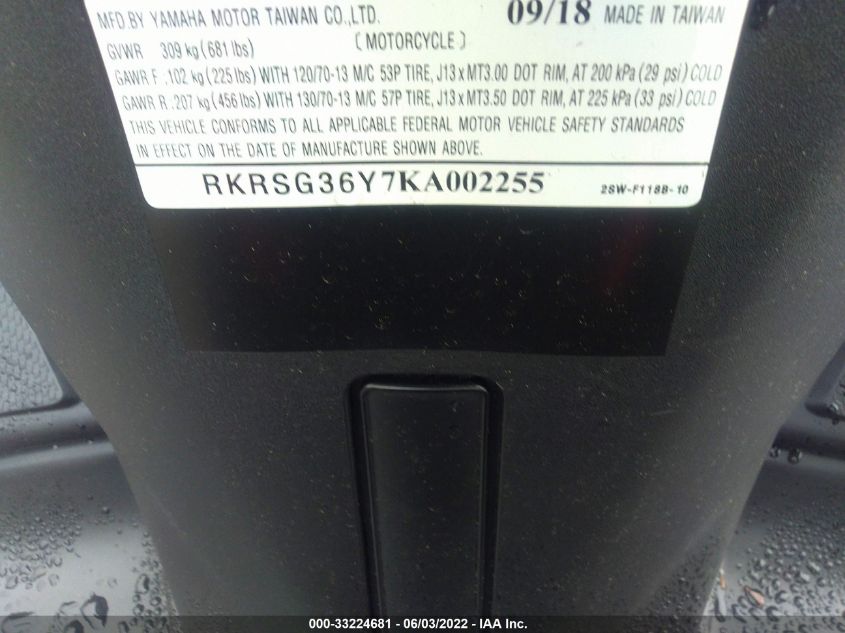 MFD BY YAMAHA MOTOR TAIWAN CO.,LTD. 09/18 MADE IN TAIWAN
GVWR 309 kg (681 lbs) [MOTORCYCLE]
GAWR F :102 kg (225 lbs) WITH 120/70-13 M/C 53P TIRE, J13 x MT3.00 DOT RIM, AT 200 kPa (29 psi) COLD
GAWR R :207 kg (456 lbs) WITH 130/70-13 M/C 57P TIRE, J13 x MT3.50 DOT RIM, AT 225 kPa (33 psi) COLD
THIS VEHICLE CONFORMS TO ALL APPLICABLE FEDERAL MOTOR VEHICLE SAFETY STANDARDS
IN EFFECT ON THE DATE OF MANUFACTURE SHOWN ABOVE.
RKRSG36Y7KA002255 2SW-F118B-10
000-33224681 - 06/03/2022 - IAA Inc.